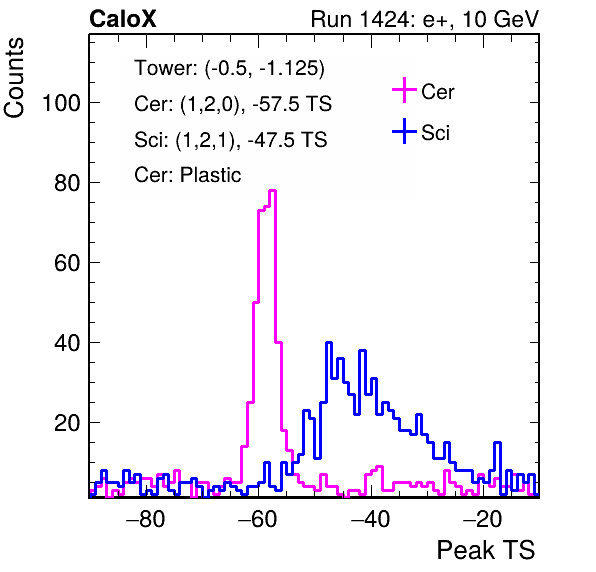 CaloX Run 1424: e+, 10 GeV
Counts
Tower: (-0.5, -1.125)
Cer: (1,2,0), -57.5 TS
Sci: (1,2,1), -47.5 TS
Cer: Plastic
Cer
Sci
100
80
60
40
20
−80 −60 −40 −20
Peak TS